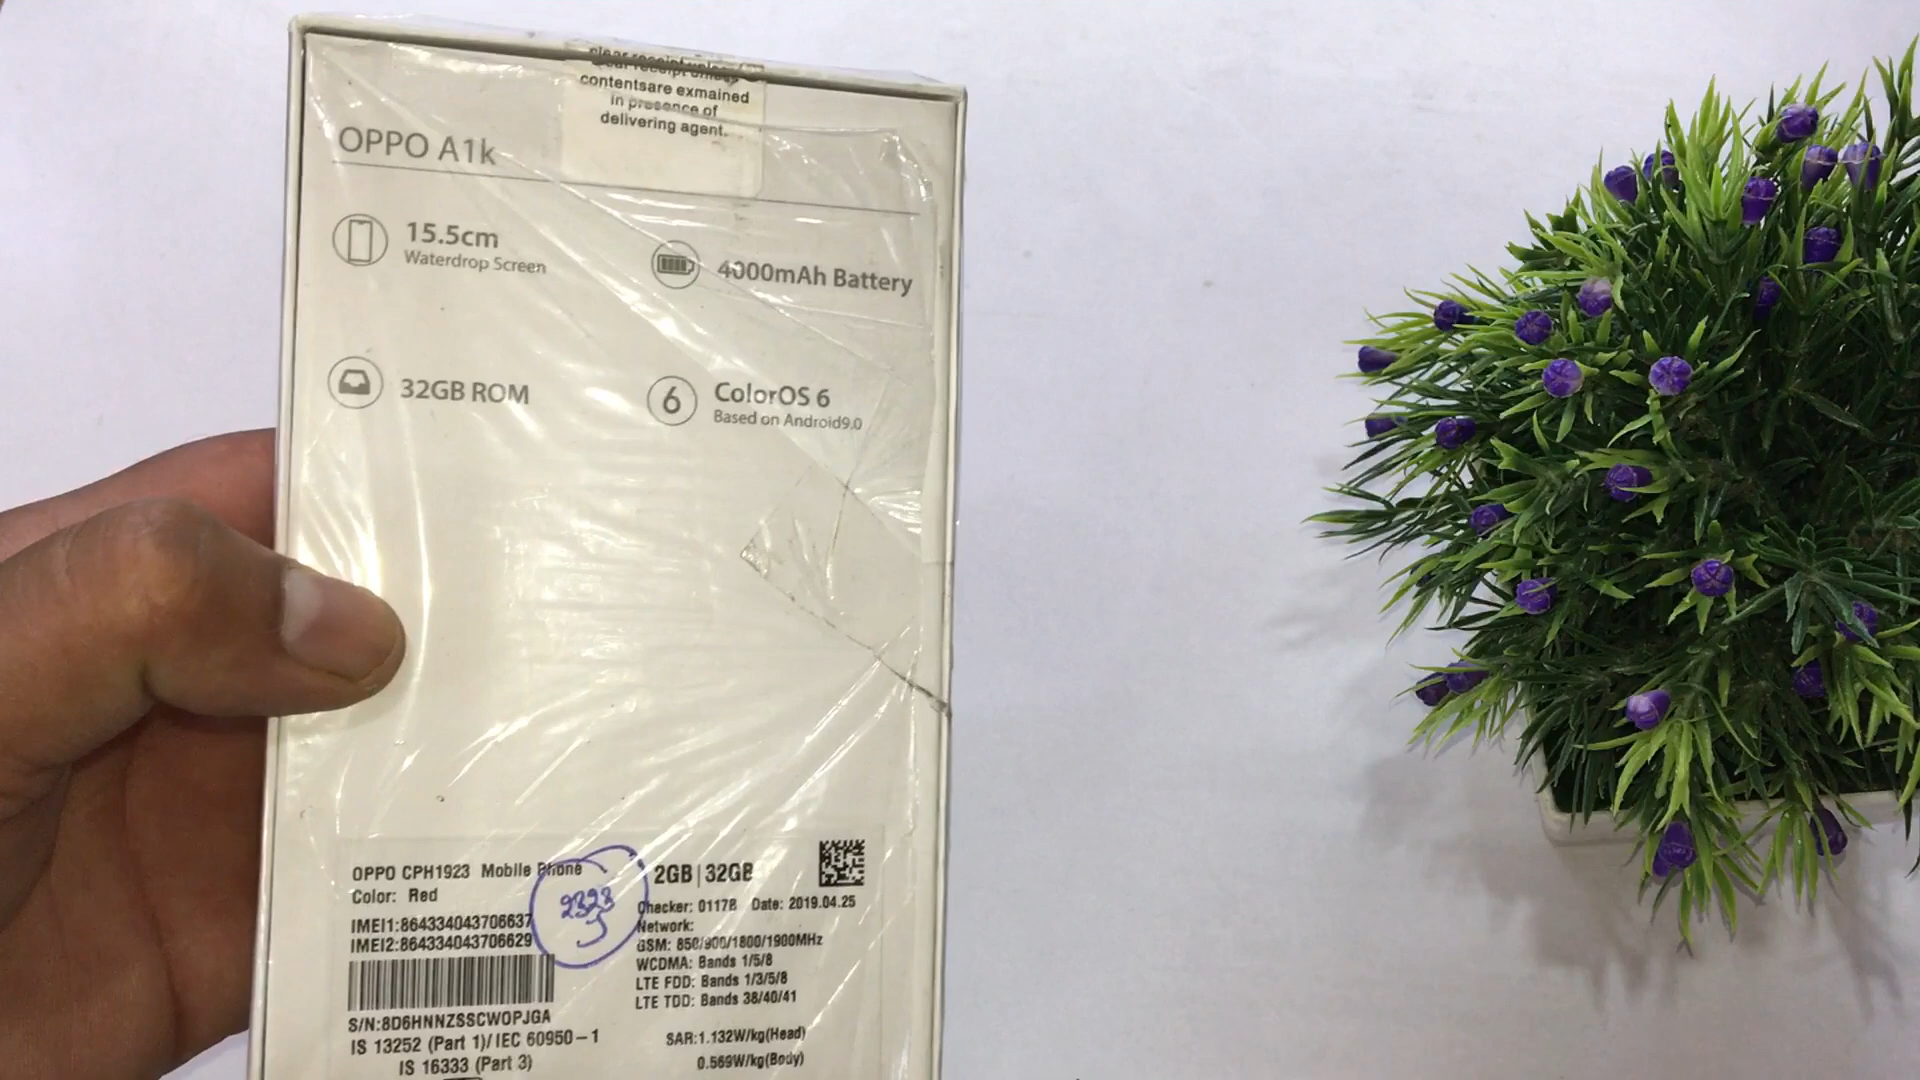 contentsare exmained
in presence of
delivering agent.
OPPO A1k
15.5cm
Waterdrop Screen
4000mAh Battery
32GB ROM
6
ColorOS 6
Based on Android9.0
OPPO CPH1923 Mobile Phone
Color: Red
IMEI1:864334043706637
IMEI2:864334043706629
S/N:8D6HNNZSSCWOPJGA
IS 13252 (Part 1)/IEC 60950-1
IS 16333 (Part 3)
2323
2GB|32GB
Checker: 01178 Date: 2019.04.25
Network:
GSM: 850/900/1800/1900MHz
WCDMA: Bands 1/5/8
LTE FDD: Bands 1/3/5/8
LTE TDD: Bands 38/40/41
SAR:1.132W/kg(Head)
0.569W/kg(Body)